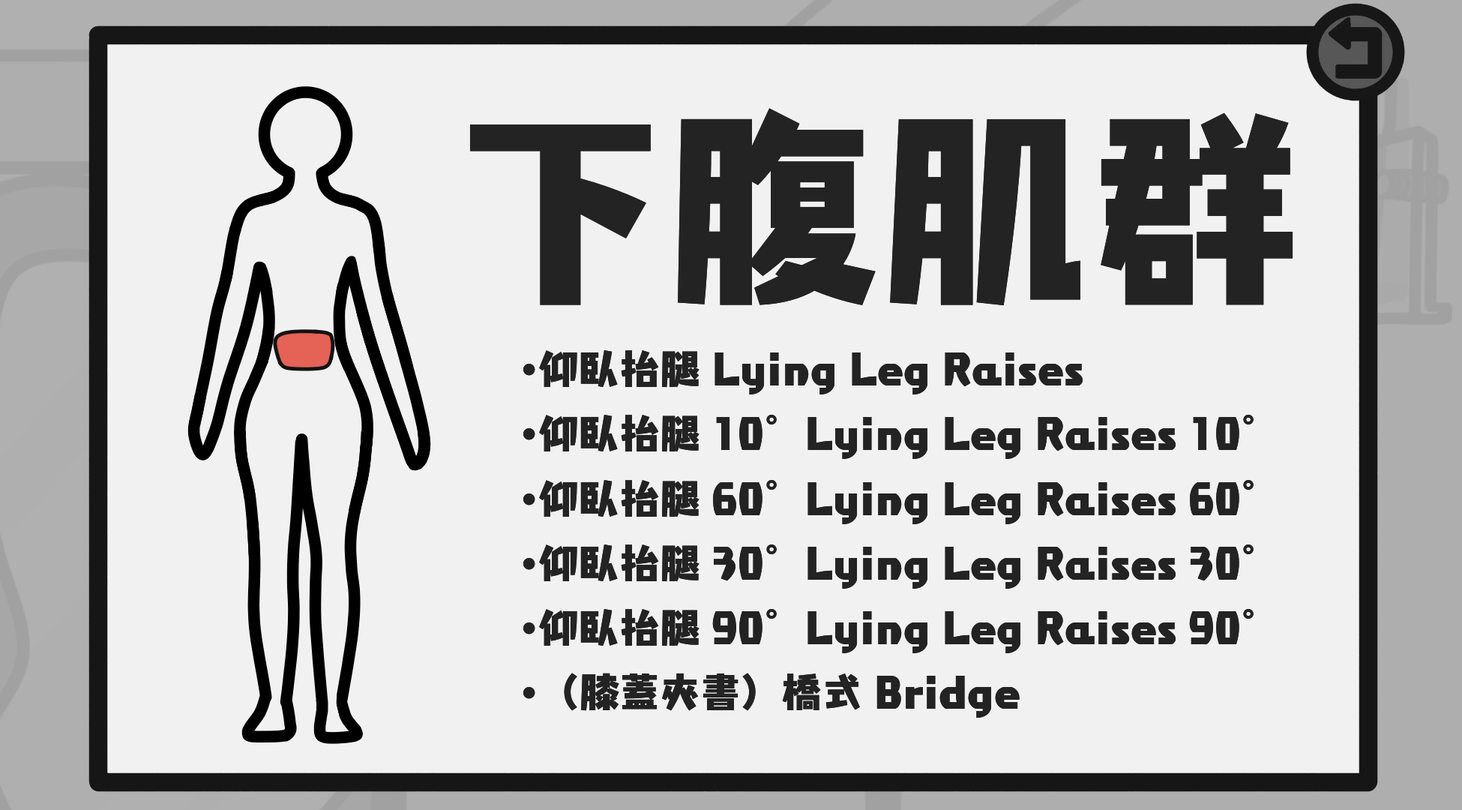 下腹肌群
•仰臥抬腿 Lying Leg Raises
•仰臥抬腿 10° Lying Leg Raises 10°
•仰臥抬腿 60° Lying Leg Raises 60°
•仰臥抬腿 30° Lying Leg Raises 30°
•仰臥抬腿 90° Lying Leg Raises 90°
•（膝蓋夾書）橋式 Bridge